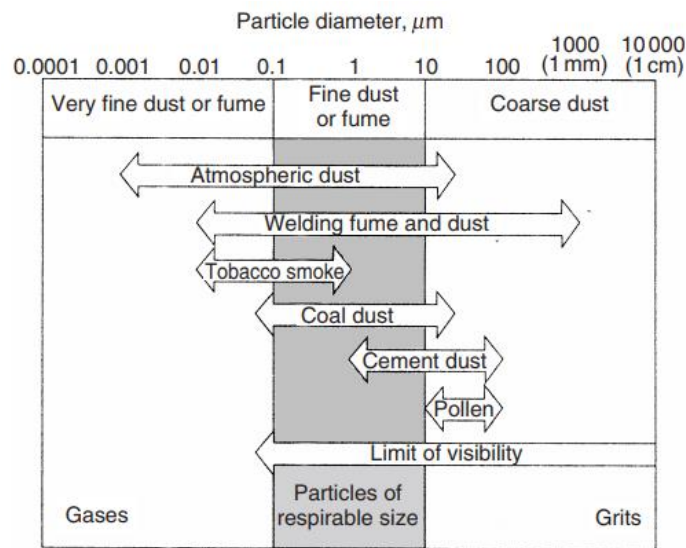 Particle diameter, μm
0.0001 0.001 0.01 0.1 1 10 100 1000 (1 mm) 10 000 (1 cm)
Very fine dust or fume
Fine dust
or fume
Coarse dust
Atmospheric dust
Welding fume and dust
Tobacco smoke
Coal dust
Cement dust
Pollen
Limit of visibility
Gases
Particles of
respirable size
Grits